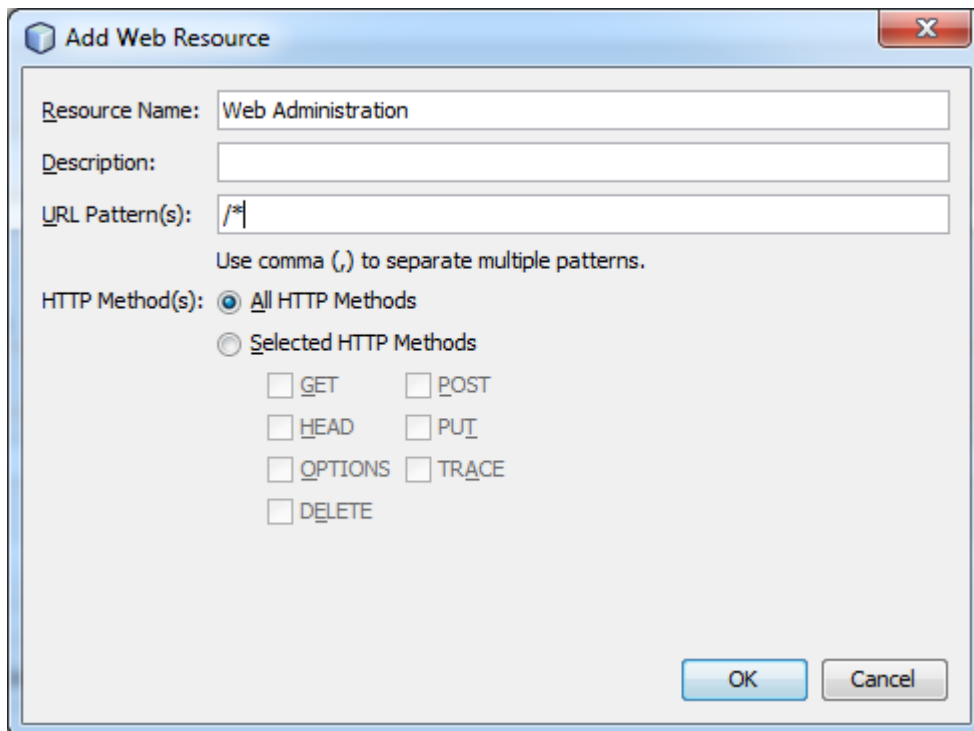 Add Web Resource
Resource Name: Web Administration
Description:
URL Pattern(s): /*
Use comma (,) to separate multiple patterns.
HTTP Method(s): All HTTP Methods
Selected HTTP Methods
GET POST
HEAD PUT
OPTIONS TRACE
DELETE
OK Cancel